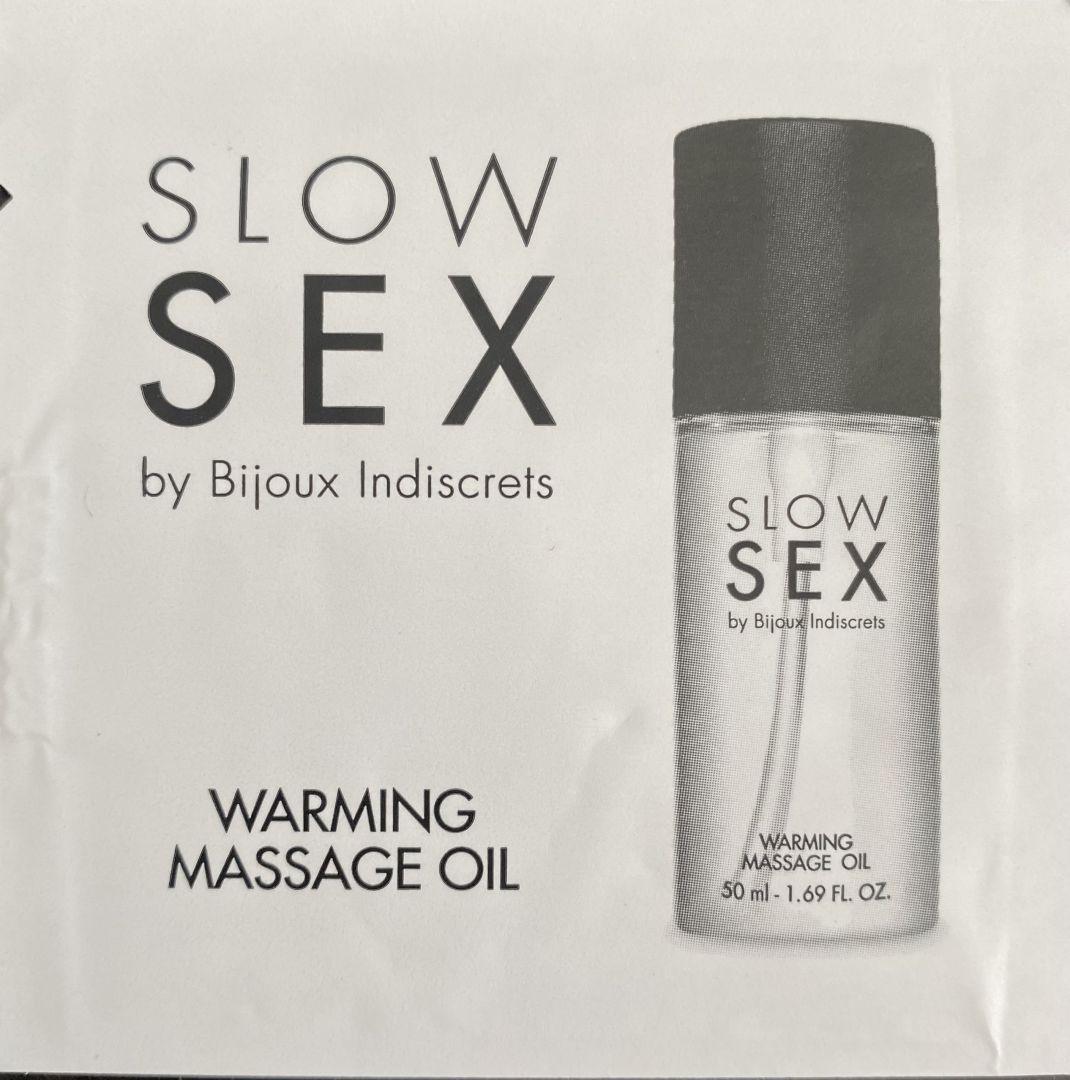 SLOW
SEX
by Bijoux Indiscrets
WARMING
MASSAGE OIL
SLOW
SEX
by Bijoux Indiscrets
WARMING
MASSAGE OIL
50 ml - 1.69 FL. OZ.